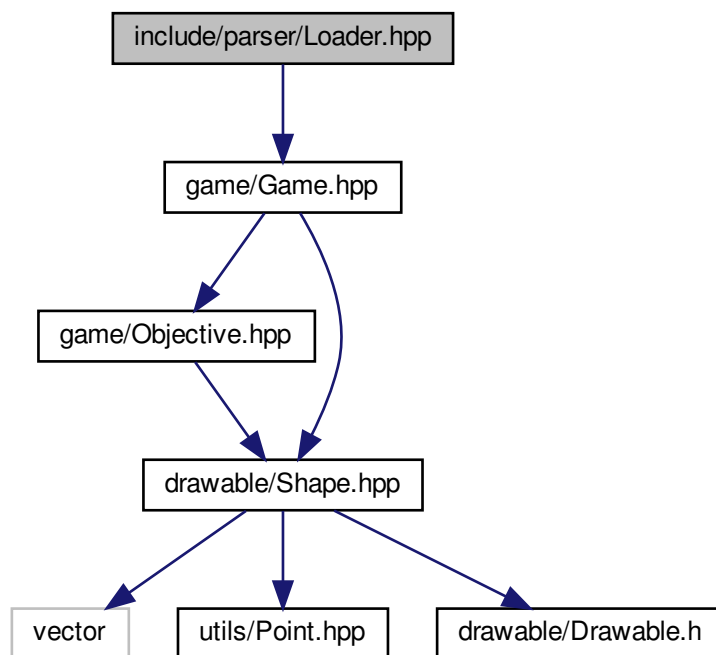 include/parser/Loader.hpp
game/Game.hpp
game/Objective.hpp
drawable/Shape.hpp
vector
utils/Point.hpp
drawable/Drawable.h